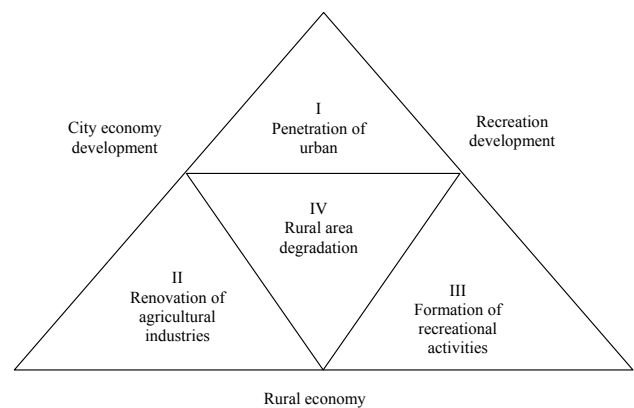 I
Penetration of
urban
City economy
development
Recreation
development
IV
Rural area
degradation
II
Renovation of
agricultural
industries
III
Formation of
recreational
activities
Rural economy